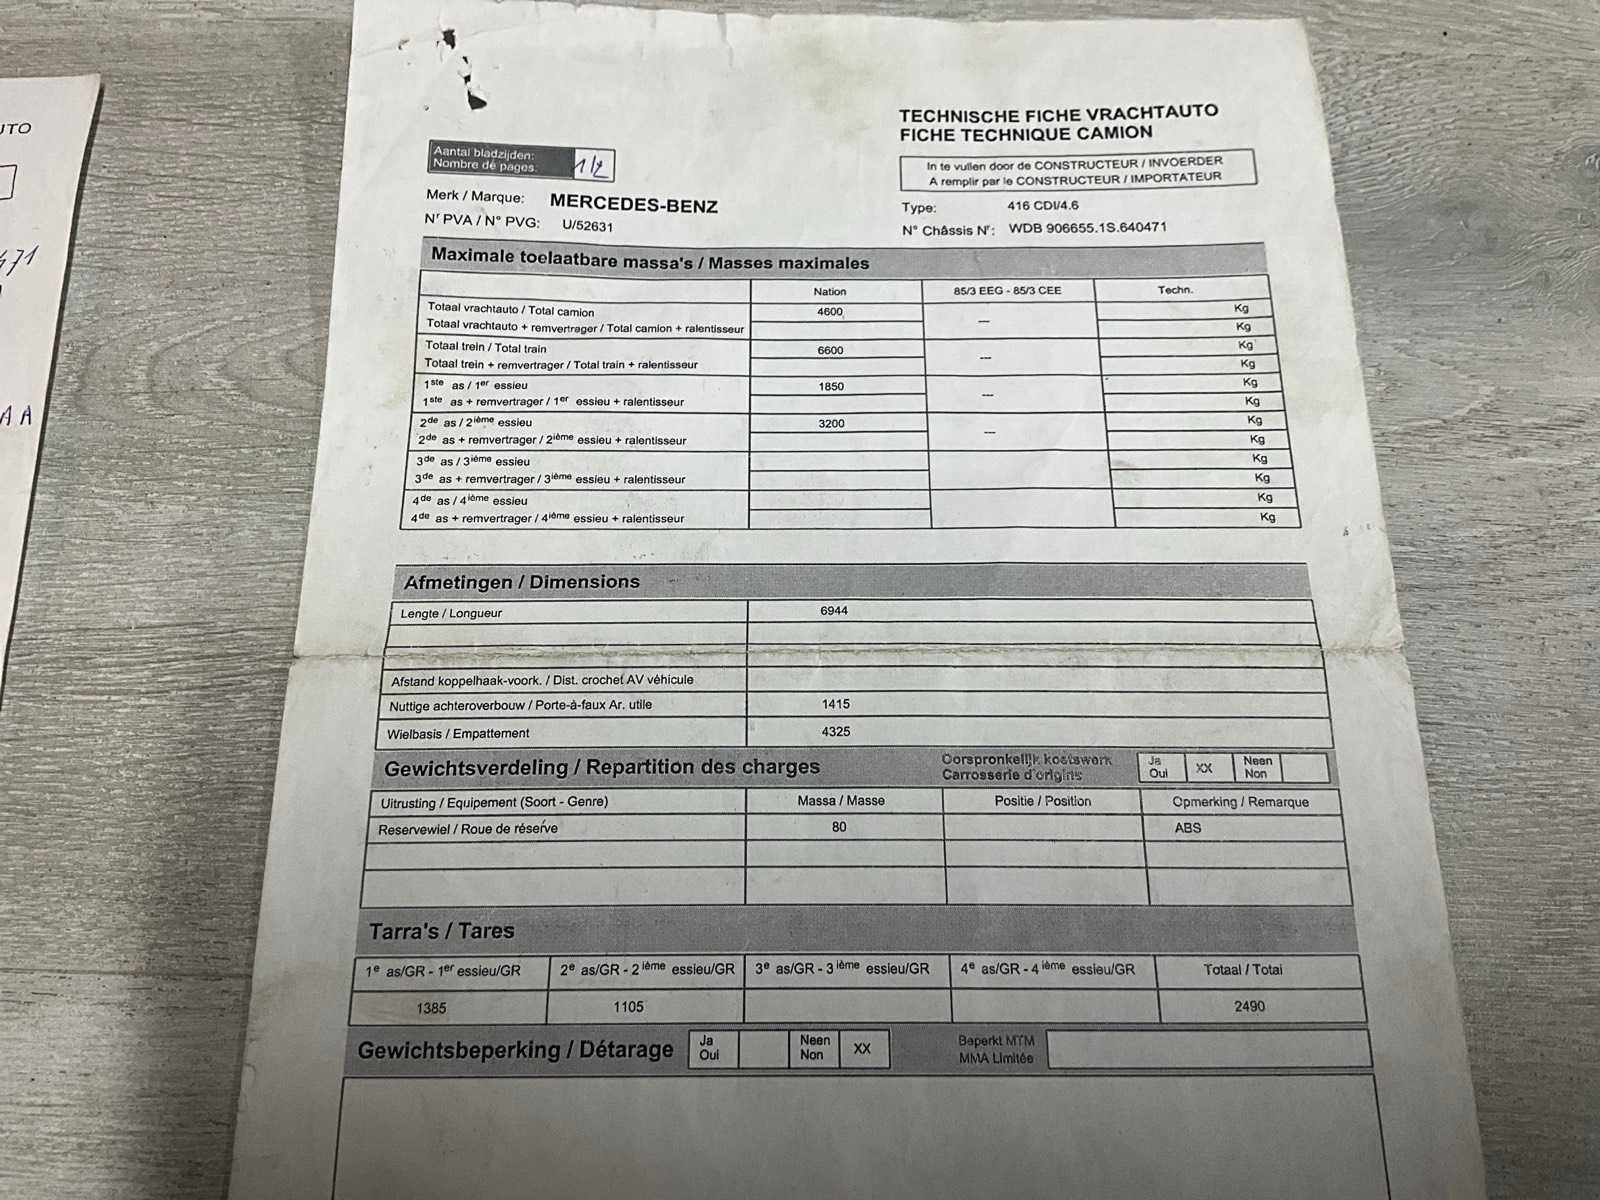 UTO
471
AA
TECHNISCHE FICHE VRACHTAUTO
FICHE TECHNIQUE CAMION
Aantal bladzijden:
Nombre dé pages:
1/2
In te vullen door de CONSTRUCTEUR / INVOERDER
A remplir par le CONSTRUCTEUR / IMPORTATEUR
Merk / Marque: MERCEDES-BENZ
Type: 416 CDI/4.6
Nr PVA / N° PVG: U/52631
N° Châssis Nr: WDB 906655.1S.640471
Maximale toelaatbare massa's / Masses maximales
Nation 85/3 EEG - 85/3 CEE Techn.
Totaal vrachtauto / Total camion 4600 --- Kg
Totaal vrachtauto + remvertrager / Total camion + ralentisseur Kg
Totaal trein / Total train 6600 --- Kg
Totaal trein + remvertrager / Total train + ralentisseur Kg
1ste as / 1er essieu 1850 --- Kg
1ste as + remvertrager / 1er essieu + ralentisseur Kg
2de as / 2ième essieu 3200 --- Kg
2de as + remvertrager / 2ième essieu + ralentisseur Kg
3de as / 3ième essieu Kg
3de as + remvertrager / 3ième essieu + ralentisseur Kg
4de as / 4ième essieu Kg
4de as + remvertrager / 4ième essieu + ralentisseur Kg
Afmetingen / Dimensions
Lengte / Longueur 6944
Afstand koppelhaak-voork. / Dist. crochet AV véhicule
Nuttige achteroverbouw / Porte-à-faux Ar. utile 1415
Wielbasis / Empattement 4325
Gewichtsverdeling / Repartition des charges
Oorspronkelijk koetswerk
Carrosserie d'origine
Ja
Oui
XX
Neen
Non
Uitrusting / Equipement (Soort - Genre) Massa / Masse Positie / Position Opmerking / Remarque
Reservewiel / Roue de réserve 80 ABS
Tarra's / Tares
1e as/GR - 1er essieu/GR 2e as/GR - 2ième essieu/GR 3e as/GR - 3ième essieu/GR 4e as/GR - 4ième essieu/GR Totaal / Total
1385 1105 2490
Gewichtsbeperking / Détarage
Ja
Oui
Neen
Non
XX
Beperkt MTM
MMA Limitée